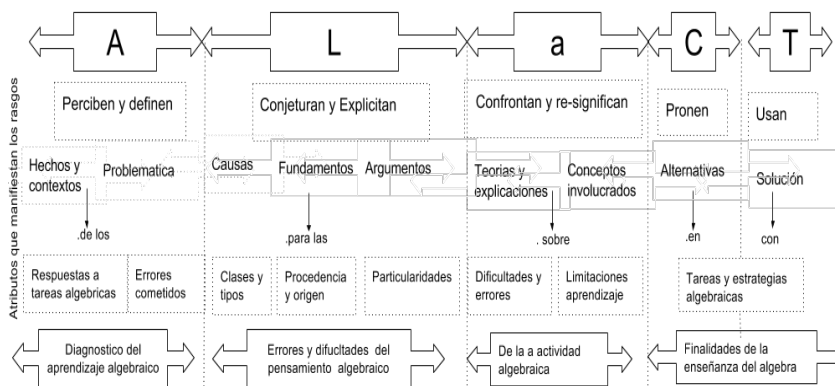 A
L
a
C
T
Perciben y definen
Conjeturan y Explicitan
Confrontan y re-significan
Pronen
Usan
Atributos que manifiestan los rasgos
Hechos y
contextos
Problematica
Causas
Fundamentos
Argumentos
Teorías y
explicaciones
Conceptos
involucrados
Alternativas
Solución
.de los
.para las
. sobre
.en
con
Respuestas a
tareas algebricas
Errores
cometidos
Clases y
tipos
Procedencia
y origen
Particularidades
Dificultades y
errores
Limitaciones
aprendizaje
Tareas y estrategias
algebraicas
Diagnostico del
aprendizaje algebraico
Errores y difucltades del
pensamiento algebraico
De la a actividad
algebraica
Finalidades de la
enseñanza del algebra